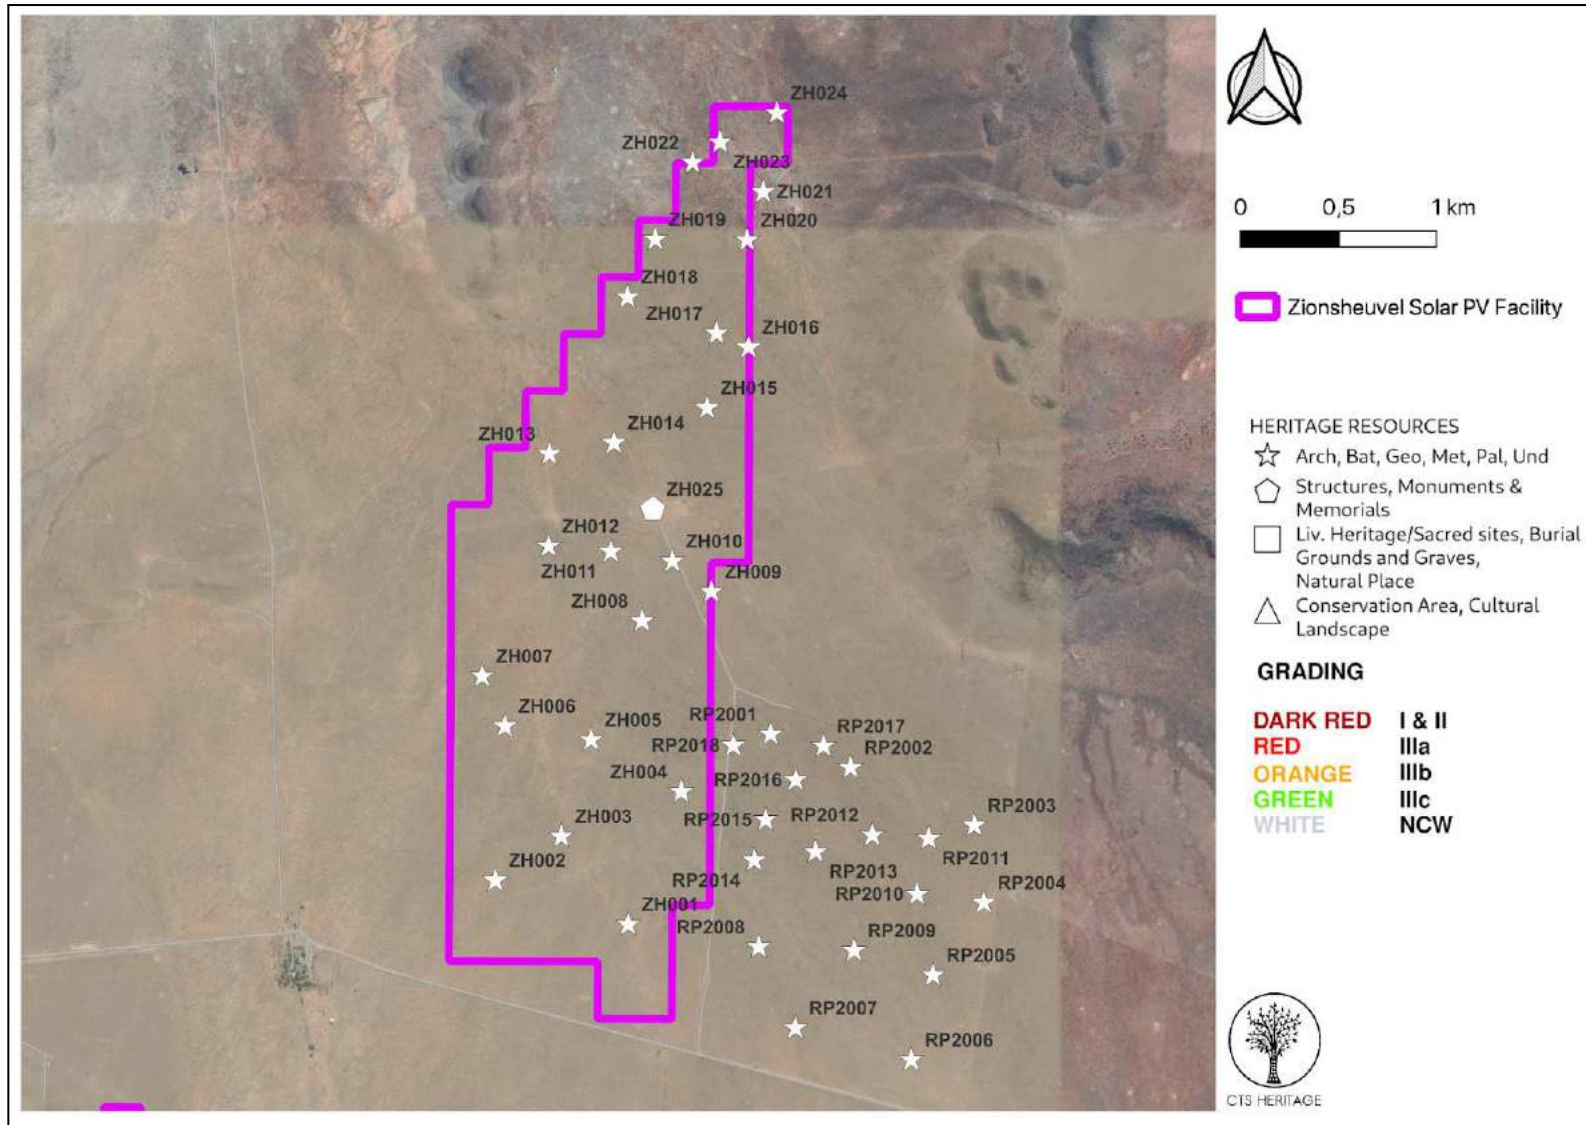 ZH024
ZH022
ZH023
ZH021
ZH019
ZH020
ZH018
ZH017
ZH016
ZH015
ZH014
ZH013
ZH025
ZH012
ZH010
ZH011
ZH009
ZH008
ZH007
ZH006
ZH005
RP2001
RP2017
RP2018
RP2002
ZH004
RP2016
RP2003
RP2015
RP2012
ZH003
RP2011
ZH002
RP2013
RP2014
RP2010
RP2004
ZH001
RP2008
RP2009
RP2005
RP2007
RP2006
0 0,5 1 km
Zionsheuvel Solar PV Facility
HERITAGE RESOURCES
Arch, Bat, Geo, Met, Pal, Und
Structures, Monuments &
Memorials
Liv. Heritage/Sacred sites, Burial
Grounds and Graves,
Natural Place
Conservation Area, Cultural
Landscape
GRADING
DARK RED I & II
RED IIIa
ORANGE IIIb
GREEN IIIc
WHITE NCW
CTS HERITAGE